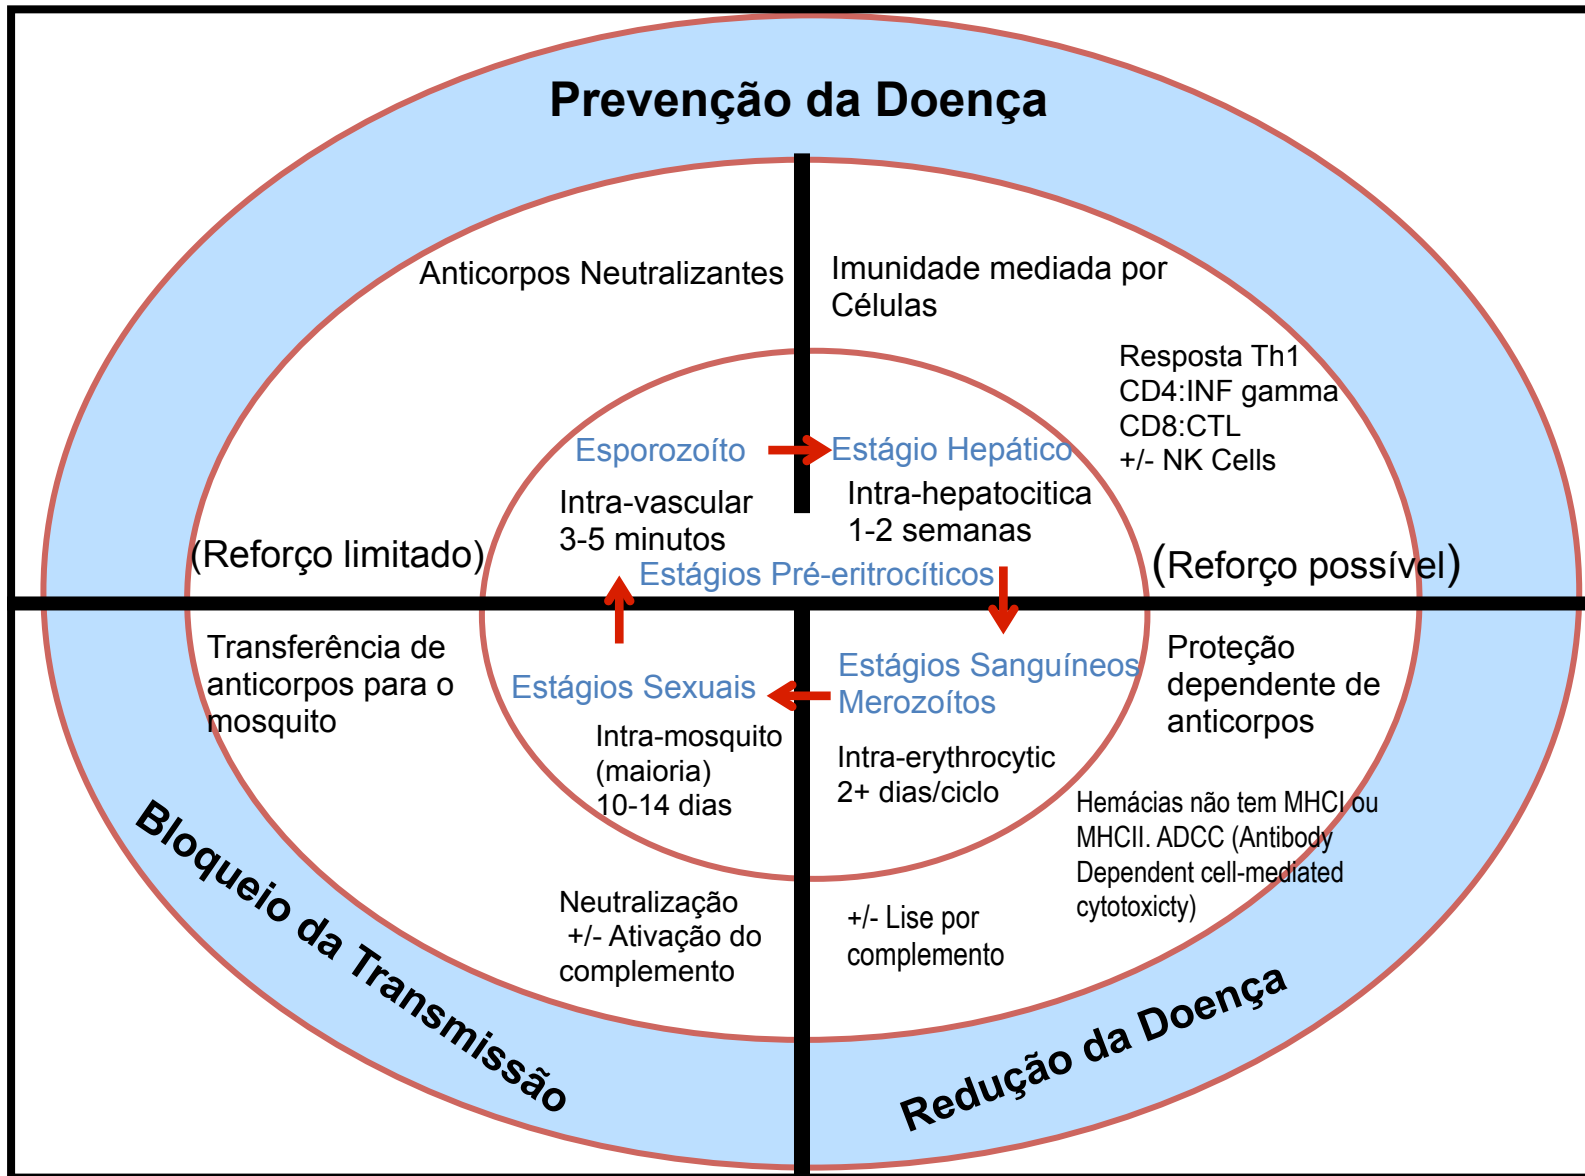 Prevenção da Doença
Anticorpos Neutralizantes
Imunidade mediada por
Células
Resposta Th1
CD4:INF gamma
CD8:CTL
+/- NK Cells
Esporozoíto
Estágio Hepático
Intra-vascular
3-5 minutos
Intra-hepatocitica
1-2 semanas
(Reforço limitado)
Estágios Pré-eritrocíticos
(Reforço possível)
Transferência de
anticorpos para o
mosquito
Estágios Sexuais
Estágios Sanguíneos
Merozoítos
Proteção
dependente de
anticorpos
Intra-mosquito
(maioria)
10-14 dias
Intra-erythrocytic
2+ dias/ciclo
Hemácias não tem MHCI ou
MHCII. ADCC (Antibody
Dependent cell-mediated
cytotoxicty)
Neutralização
+/- Ativação do
complemento
+/- Lise por
complemento
Bloqueio da Transmissão
Redução da Doença